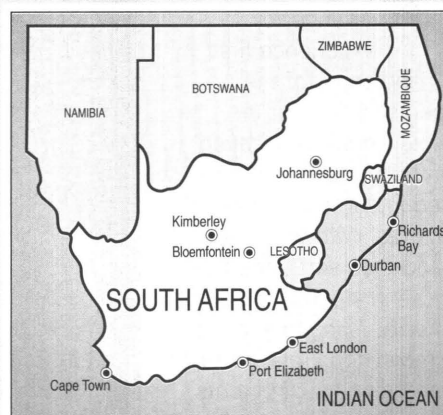 ZIMBABWE
BOTSWANA
MOZAMBIQUE
NAMIBIA
Johannesburg
SWAZILAND
Kimberley
Richards
Bay
Bloemfontein
LESOTHO
Durban
SOUTH AFRICA
East London
Port Elizabeth
Cape Town
INDIAN OCEAN